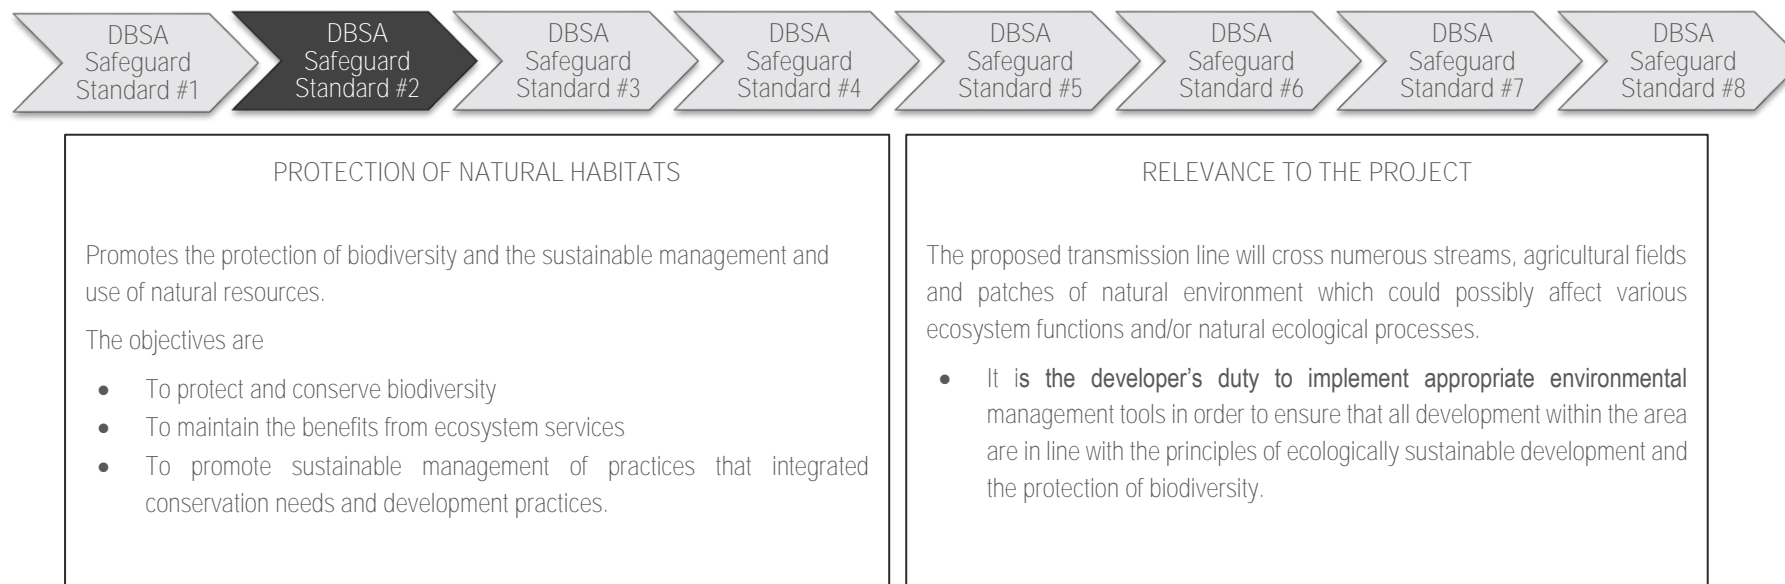 DBSA
Safeguard
Standard #1
DBSA
Safeguard
Standard #2
DBSA
Safeguard
Standard #3
DBSA
Safeguard
Standard #4
DBSA
Safeguard
Standard #5
DBSA
Safeguard
Standard #6
DBSA
Safeguard
Standard #7
DBSA
Safeguard
Standard #8
PROTECTION OF NATURAL HABITATS
Promotes the protection of biodiversity and the sustainable management and
use of natural resources.
The objectives are
• To protect and conserve biodiversity
• To maintain the benefits from ecosystem services
• To promote sustainable management of practices that integrated
conservation needs and development practices.
RELEVANCE TO THE PROJECT
The proposed transmission line will cross numerous streams, agricultural fields
and patches of natural environment which could possibly affect various
ecosystem functions and/or natural ecological processes.
• It is the developer’s duty to implement appropriate environmental
management tools in order to ensure that all development within the area
are in line with the principles of ecologically sustainable development and
the protection of biodiversity.